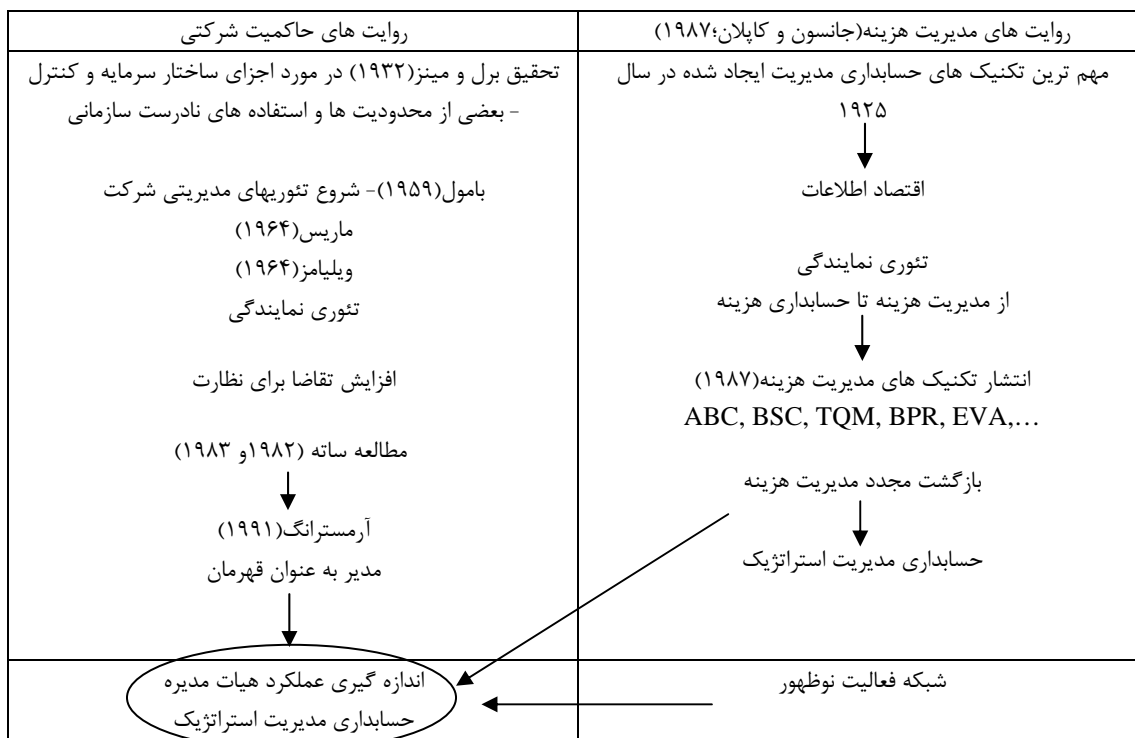 روایت های مدیریت هزینه(جانسون و کاپلان؛۱۹۸۷)
مهم ترین تکنیک های حسابداری مدیریت ایجاد شده در سال
۱۹۲۵
اقتصاد اطلاعات
تئوری نمایندگی
از مدیریت هزینه تا حسابداری هزینه
انتشار تکنیک های مدیریت هزینه(۱۹۸۷)
ABC, BSC, TQM, BPR, EVA,…
بازگشت مجدد مدیریت هزینه
حسابداری مدیریت استراتژیک
شبکه فعالیت نوظهور
روایت های حاکمیت شرکتی
تحقیق برل و مینز(۱۹۳۲) در مورد اجزای ساختار سرمایه و کنترل
- بعضی از محدودیت ها و استفاده های نادرست سازمانی
بامول(۱۹۵۹)- شروع تئوریهای مدیریتی شرکت
ماریس(۱۹۶۴)
ویلیامز(۱۹۶۴)
تئوری نمایندگی
افزایش تقاضا برای نظارت
مطالعه ساته (۱۹۸۲و ۱۹۸۳)
آرمسترانگ(۱۹۹۱)
مدیر به عنوان قهرمان
اندازه گیری عملکرد هیات مدیره
حسابداری مدیریت استراتژیک